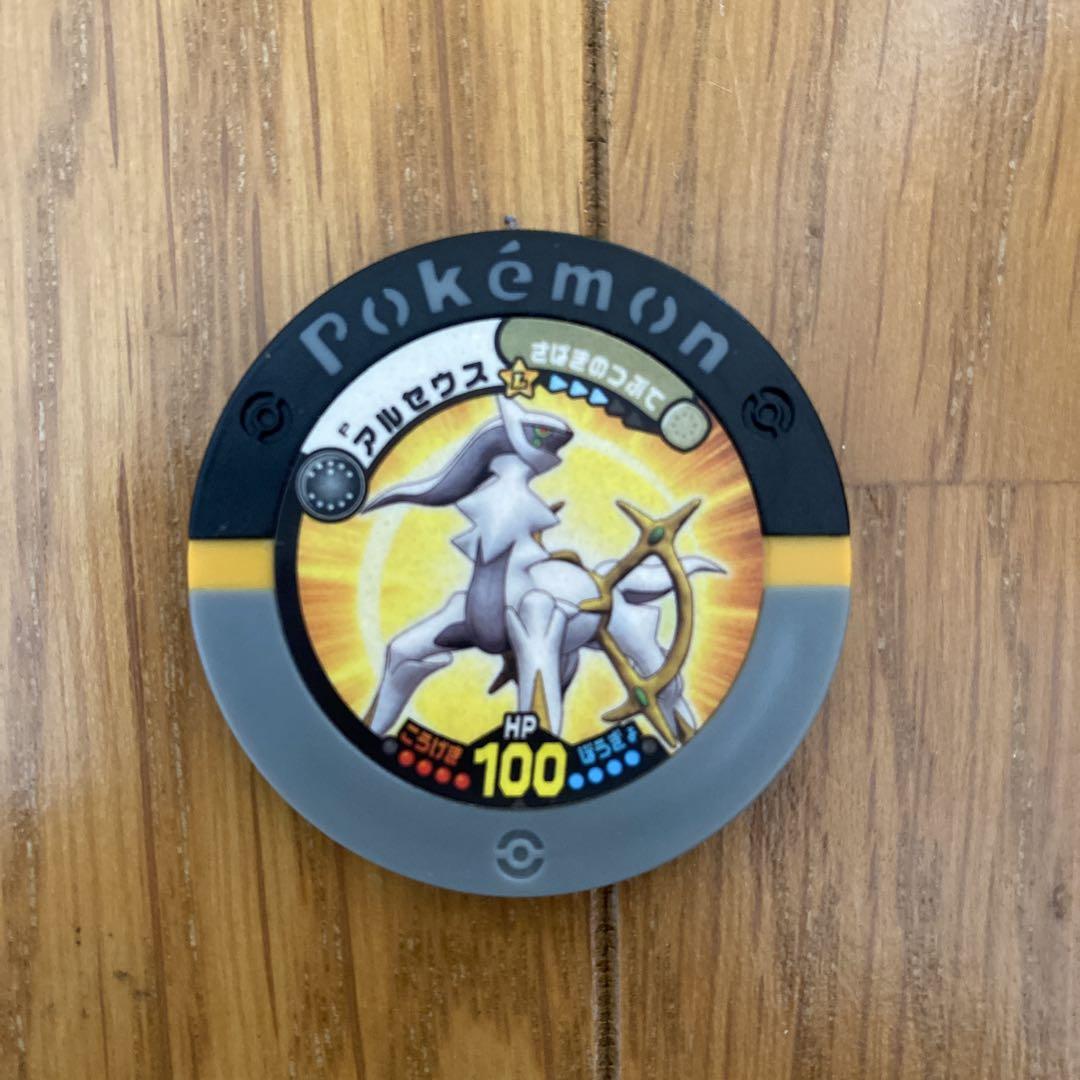 Pokémon
P
アルセウス
さばきのつぶて
HP
100
こうげき
ぼうぎょ